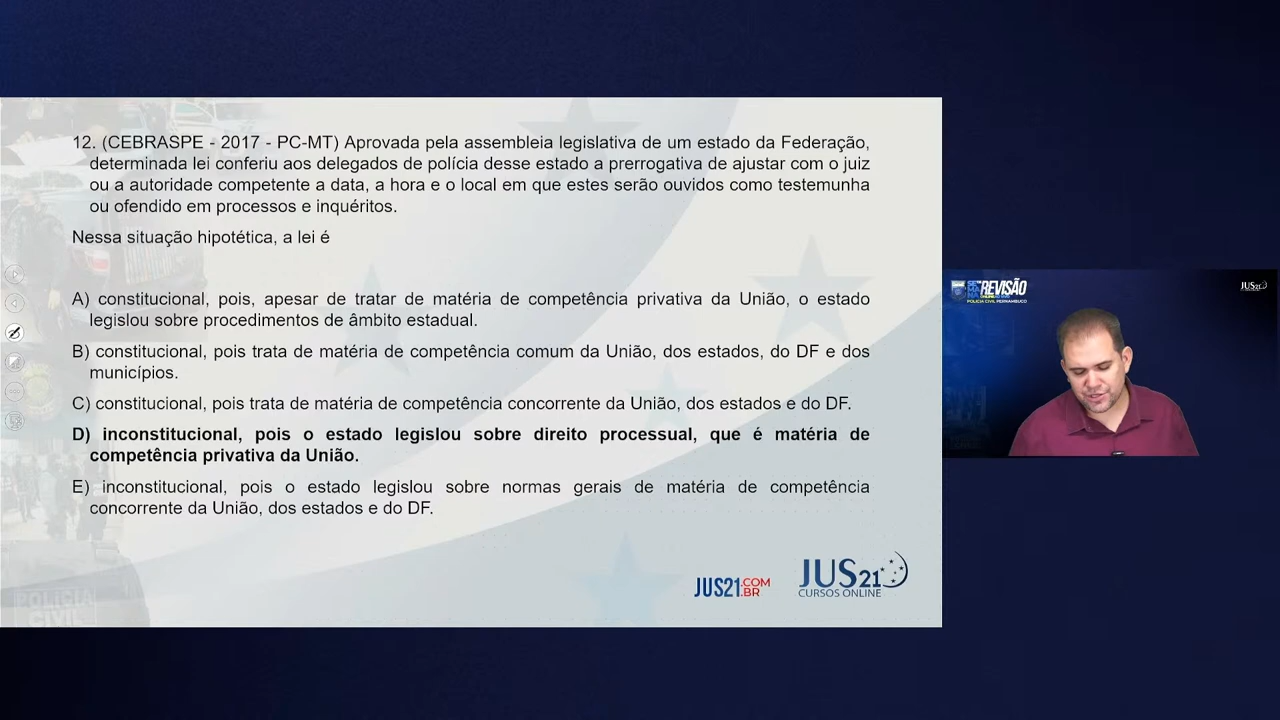 12. (CEBRASPE - 2017 - PC-MT) Aprovada pela assembleia legislativa de um estado da Federação,
determinada lei conferiu aos delegados de polícia desse estado a prerrogativa de ajustar com o juiz
ou a autoridade competente a data, a hora e o local em que estes serão ouvidos como testemunha
ou ofendido em processos e inquéritos.
Nessa situação hipotética, a lei é
A) constitucional, pois, apesar de tratar de matéria de competência privativa da União, o estado
legislou sobre procedimentos de âmbito estadual.
B) constitucional, pois trata de matéria de competência comum da União, dos estados, do DF e dos
municípios.
C) constitucional, pois trata de matéria de competência concorrente da União, dos estados e do DF.
D) inconstitucional, pois o estado legislou sobre direito processual, que é matéria de
competência privativa da União.
E) inconstitucional, pois o estado legislou sobre normas gerais de matéria de competência
concorrente da União, dos estados e do DF.
JUS21.COM.BR
JUS21
CURSOS ONLINE
POLÍCIA
CIVIL
SEMANA REVISÃO
ONLINE
POLÍCIA CIVIL PERNAMBUCO
JUS21